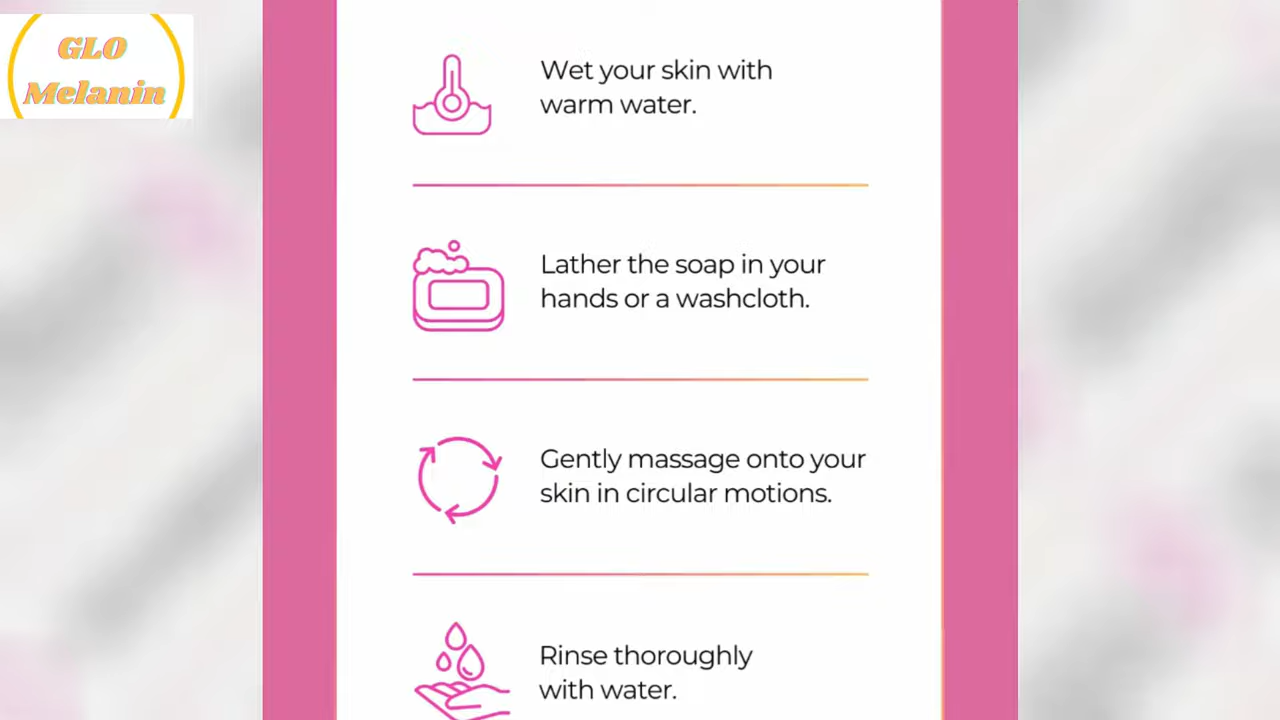 GLO
Melanin
Wet your skin with
warm water.
Lather the soap in your
hands or a washcloth.
Gently massage onto your
skin in circular motions.
Rinse thoroughly
with water.